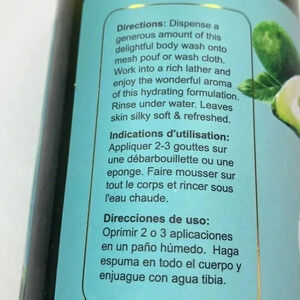 Directions: Dispense a
generous amount of this
delightful body wash onto
mesh pouf or wash cloth.
Work into a rich lather and
enjoy the wonderful aroma
of this hydrating formulation.
Rinse under water. Leaves
skin silky soft & refreshed.
Indications d'utilisation:
Appliquer 2-3 gouttes sur
une débarbouillette ou une
eponge. Faire mousser sur
tout le corps et rincer sous
l'eau chaude.
Direcciones de uso:
Oprimir 2 o 3 aplicaciones
en un paño húmedo. Haga
espuma en todo el cuerpo y
enjuague con agua tibia.